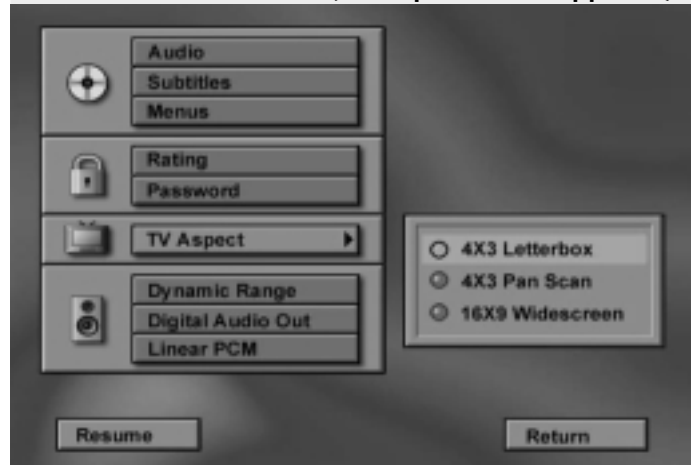 Audio
Subtitles
Menus
Rating
Password
TV Aspect
4X3 Letterbox
4X3 Pan Scan
16X9 Widescreen
Dynamic Range
Digital Audio Out
Linear PCM
Resume
Return